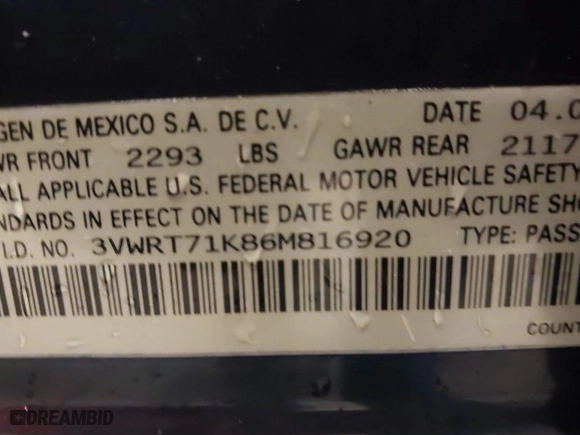 GEN DE MEXICO S.A. DE C.V. DATE 04.0
WR FRONT 2293 LBS GAWR REAR 2117
ALL APPLICABLE U.S. FEDERAL MOTOR VEHICLE SAFETY
ANDARDS IN EFFECT ON THE DATE OF MANUFACTURE SHO
I.D. NO. 3VWRT71K86M816920 TYPE: PASS
COUNT
DREAMBID